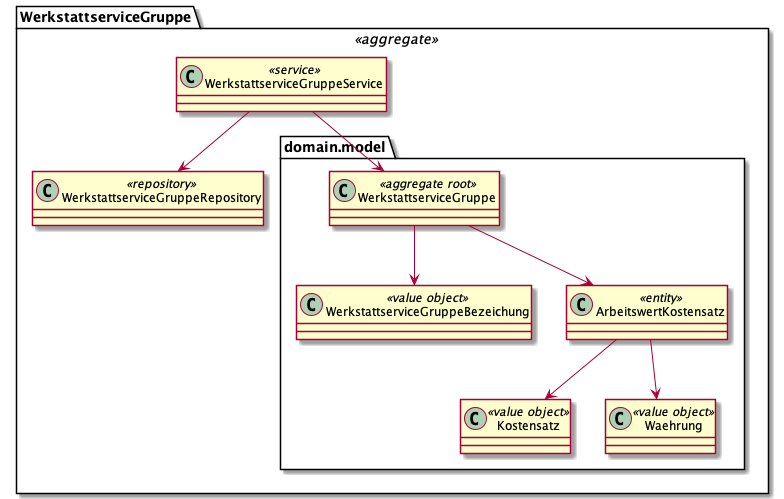 WerkstattserviceGruppe
«aggregate»
C
«service»
WerkstattserviceGruppeService
domain.model
C
«repository»
WerkstattserviceGruppeRepository
C
«aggregate root»
WerkstattserviceGruppe
C
«value object»
WerkstattserviceGruppeBezeichung
C
«entity»
ArbeitswertKostensatz
C
«value object»
Kostensatz
C
«value object»
Waehrung